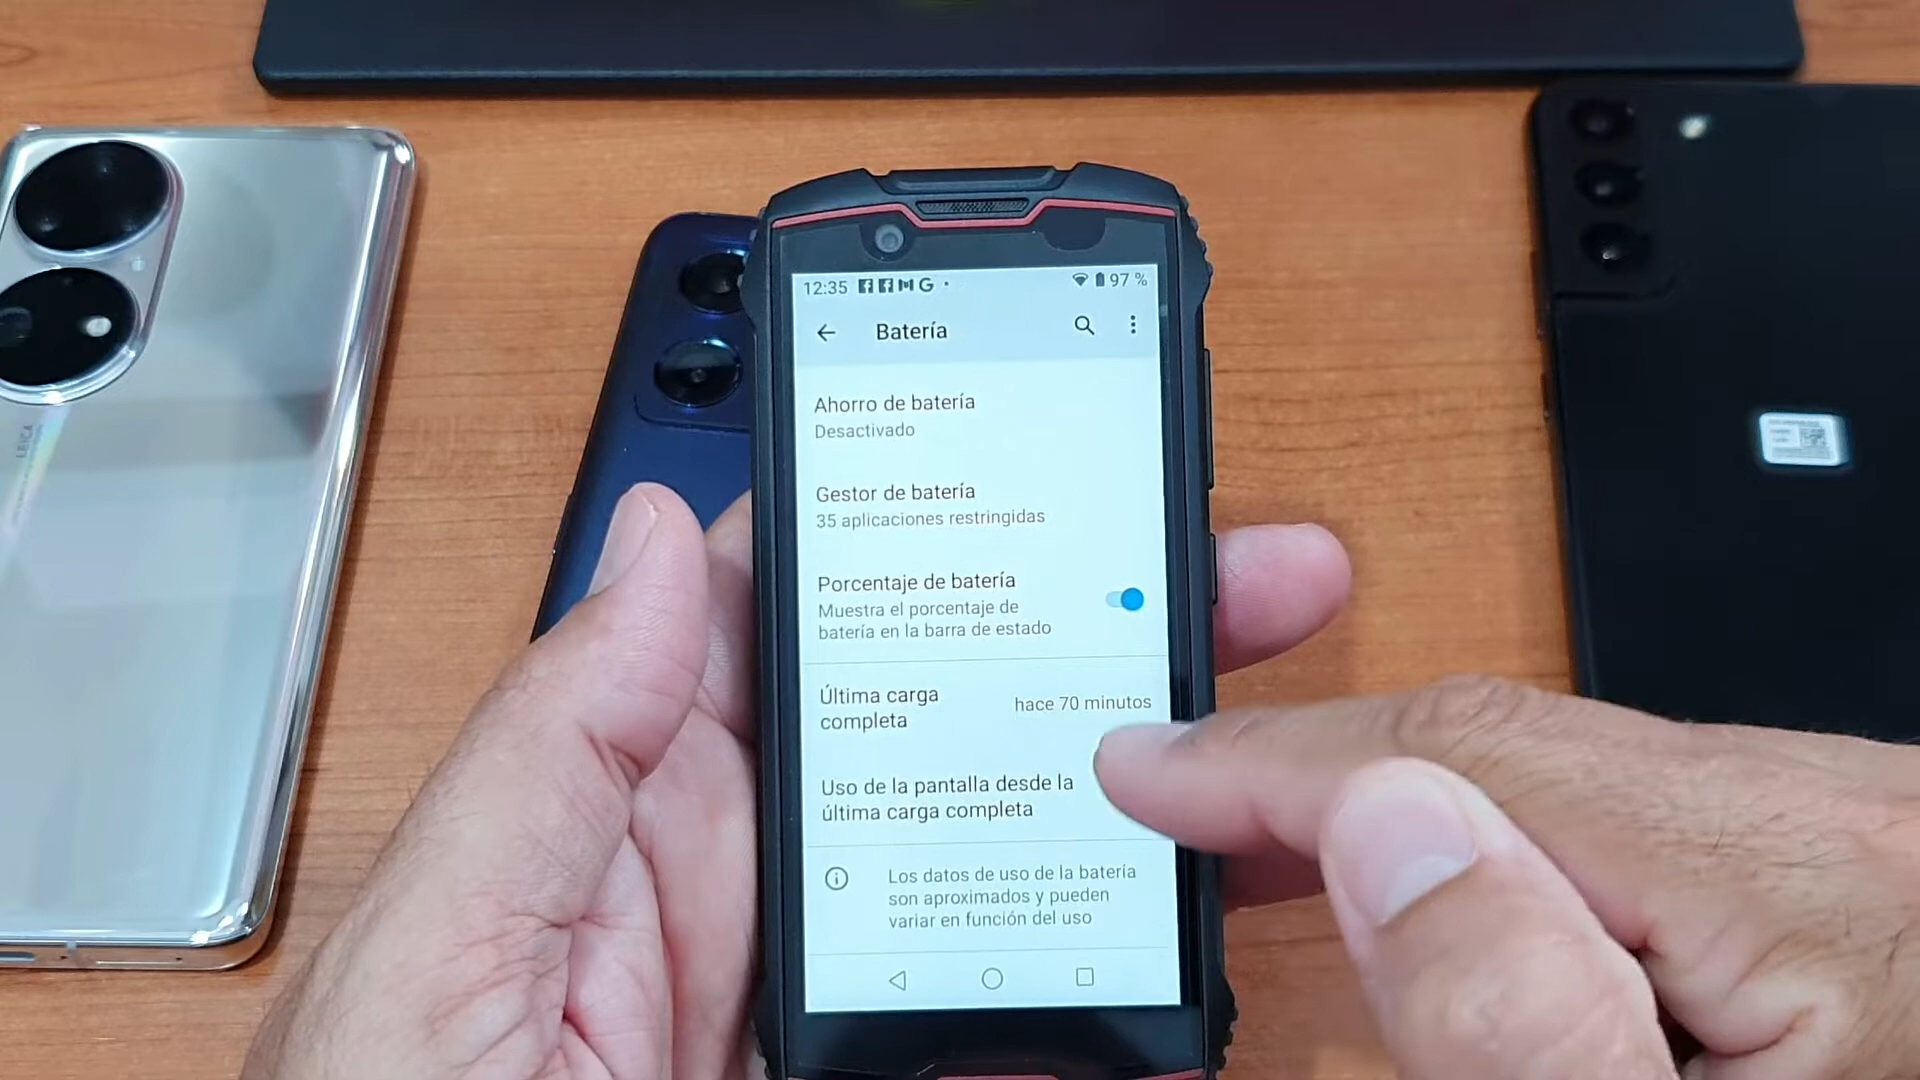 LEICA
12:35
97 %
Batería
Ahorro de batería
Desactivado
Gestor de batería
35 aplicaciones restringidas
Porcentaje de batería
Muestra el porcentaje de
batería en la barra de estado
Última carga
completa
hace 70 minutos
Uso de la pantalla desde la
última carga completa
Los datos de uso de la batería
son aproximados y pueden
variar en función del uso